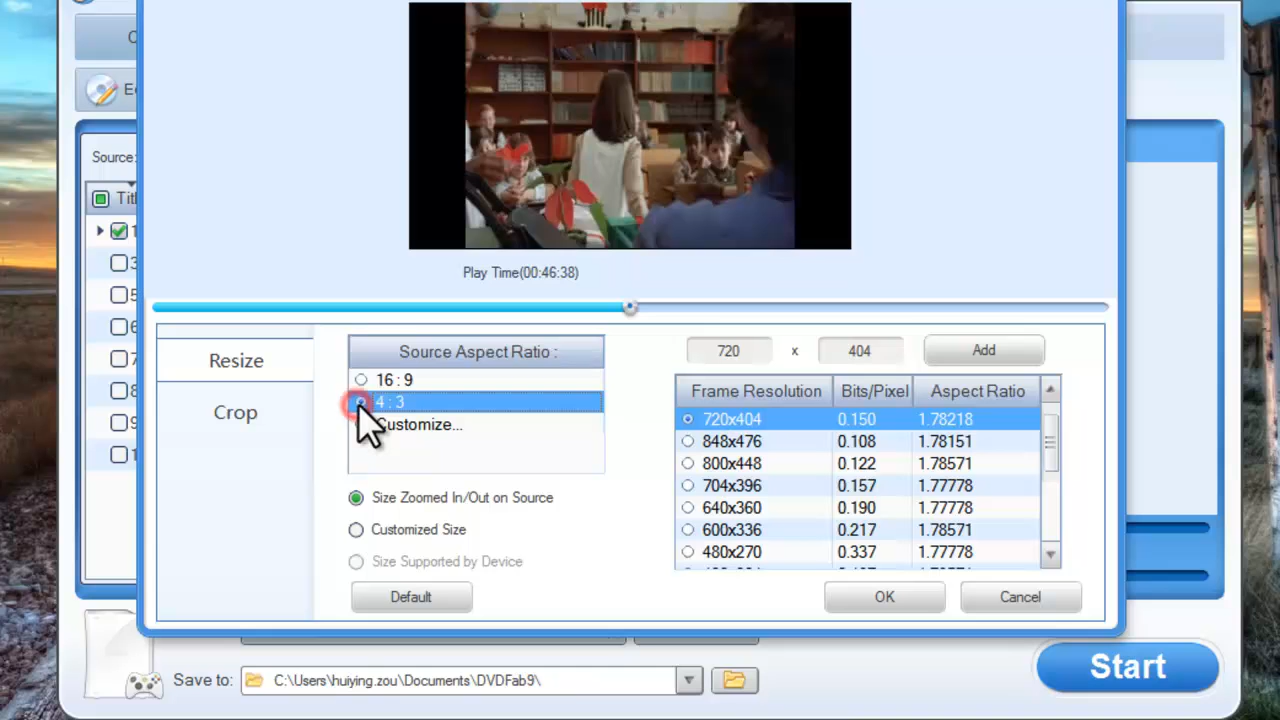 Source:
Play Time(00:46:38)
Resize
Crop
Source Aspect Ratio :
16 : 9
4 : 3
Customize...
Size Zoomed In/Out on Source
Customized Size
Size Supported by Device
Default
720 x 404 Add
Frame Resolution Bits/Pixel Aspect Ratio
720x404 0.150 1.78218
848x476 0.108 1.78151
800x448 0.122 1.78571
704x396 0.157 1.77778
640x360 0.190 1.77778
600x336 0.217 1.78571
480x270 0.337 1.77778
OK Cancel
Save to: C:\Users\huiying.zou\Documents\DVDFab9\
Start